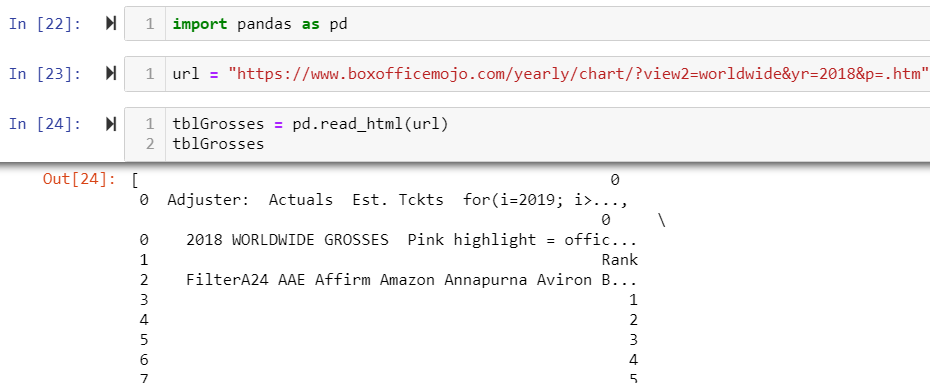 In [22]: 1 import pandas as pd
In [23]: 1 url = "https://www.boxofficemojo.com/yearly/chart/?view2=worldwide&yr=2018&p=.htm"
In [24]: 1 tblGrosses = pd.read_html(url)
2 tblGrosses
Out[24]: [ 0
0 Adjuster: Actuals Est. Tckts for(i=2019; i>...,
0 \
0 2018 WORLDWIDE GROSSES Pink highlight = offic...
1 Rank
2 FilterA24 AAE Affirm Amazon Annapurna Aviron B...
3 1
4 2
5 3
6 4
7 5